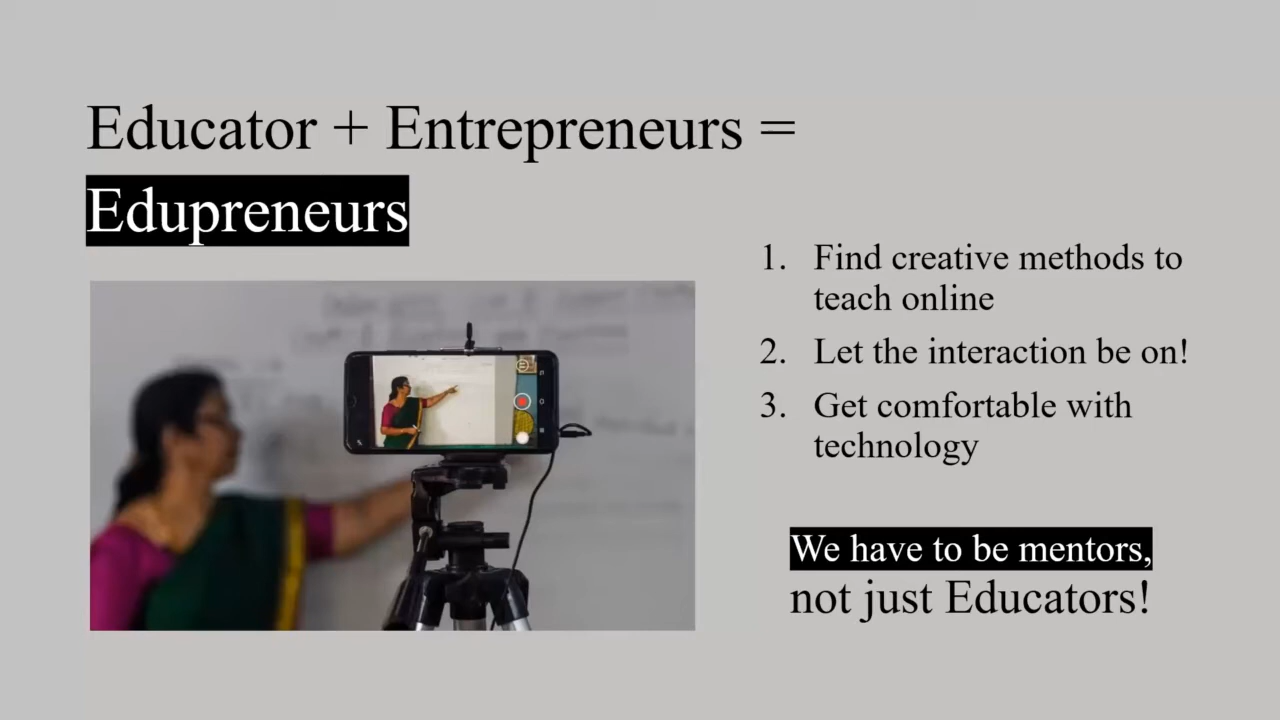 Educator + Entrepreneurs =
Edupreneurs
1. Find creative methods to
teach online
2. Let the interaction be on!
3. Get comfortable with
technology
We have to be mentors,
not just Educators!